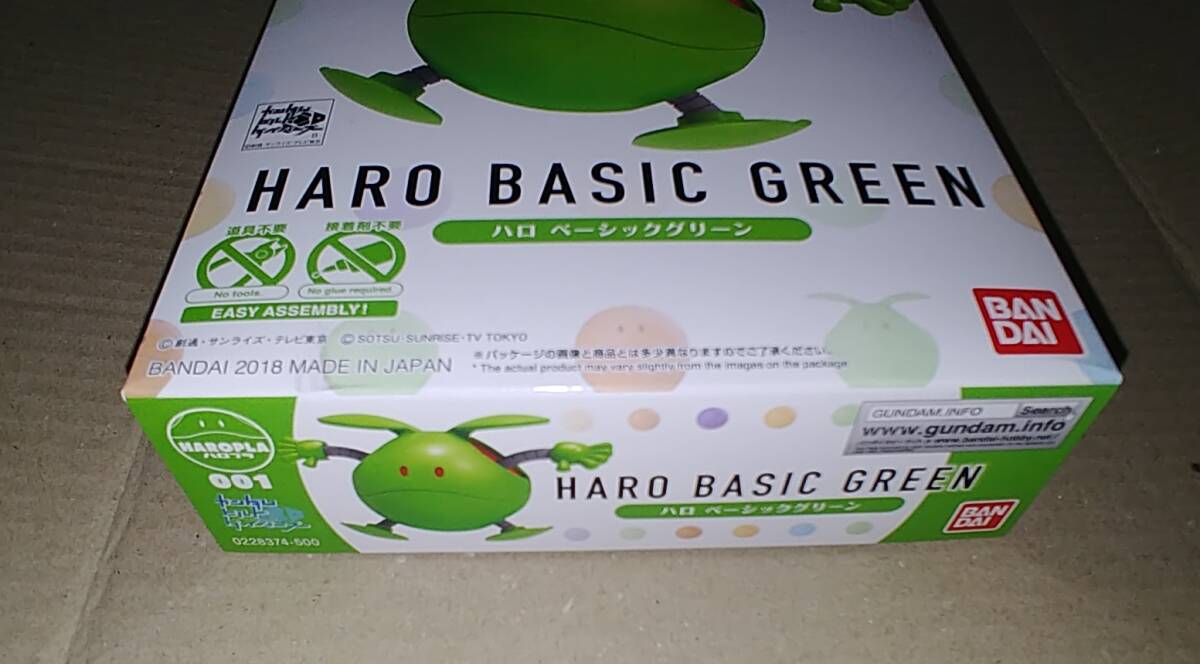 HARO BASIC GREEN
ハロ ベーシックグリーン
道具不要 接着剤不要
No tools. No glue required.
EASY ASSEMBLY!
BAN
DAI
©創通・サンライズ・テレビ東京 ©SOTSU・SUNRISE・TV TOKYO
BANDAI 2018 MADE IN JAPAN
※パッケージの画像と商品とは多少異なりますのでご了承ください。
* The actual product may vary slightly from the images on the package.
HAROPLA
ハロプラ
001
0228374-500
HARO BASIC GREEN
ハロ ベーシックグリーン
GUNDAM.INFO Search
www.gundam.info
www.bandai-hobby.net/
BAN
DAI